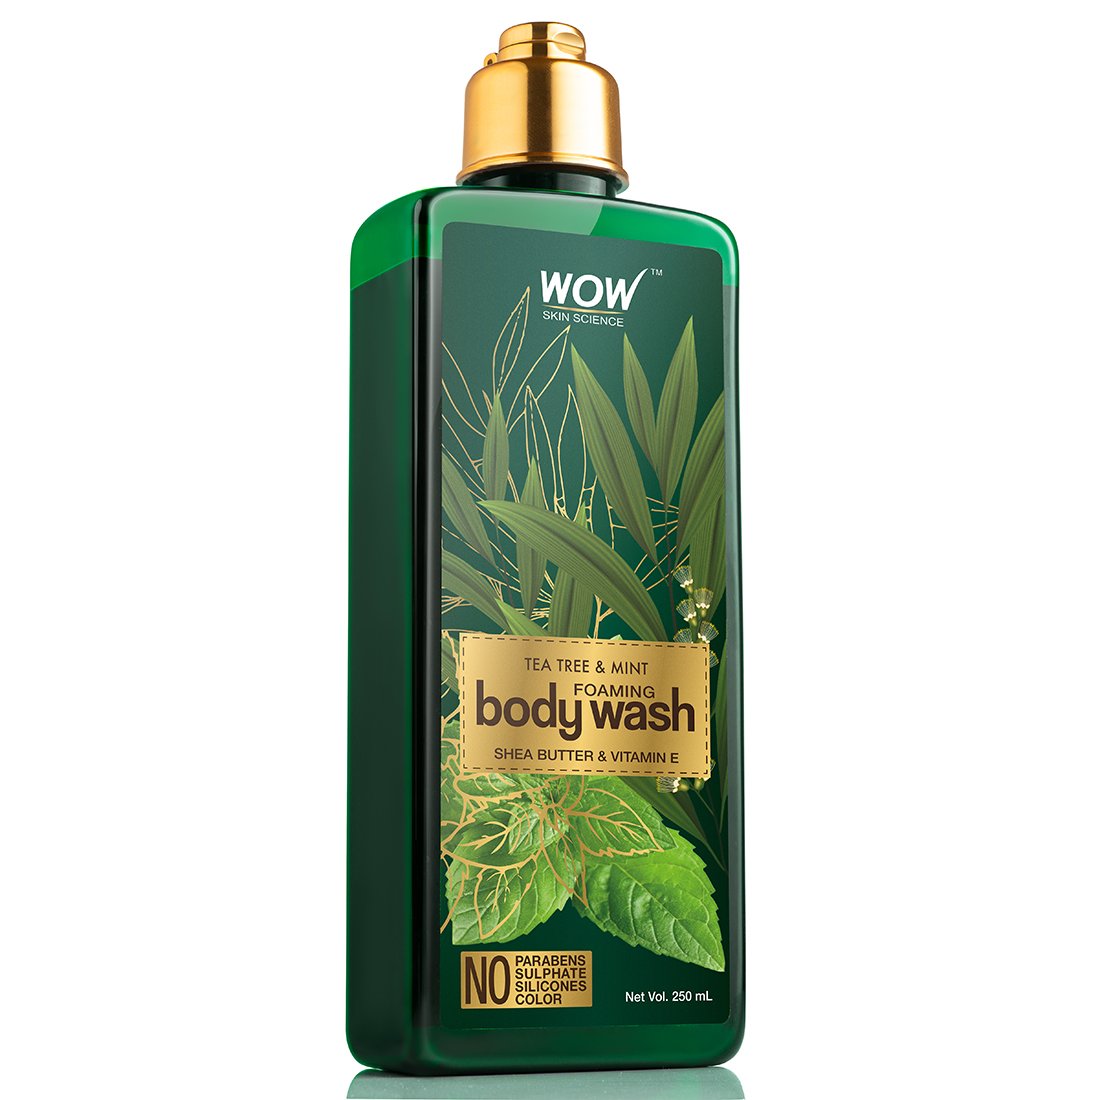 WOW™
SKIN SCIENCE
TEA TREE & MINT
FOAMING
body wash
SHEA BUTTER & VITAMIN E
NO
PARABENS
SULPHATE
SILICONES
COLOR
Net Vol. 250 mL